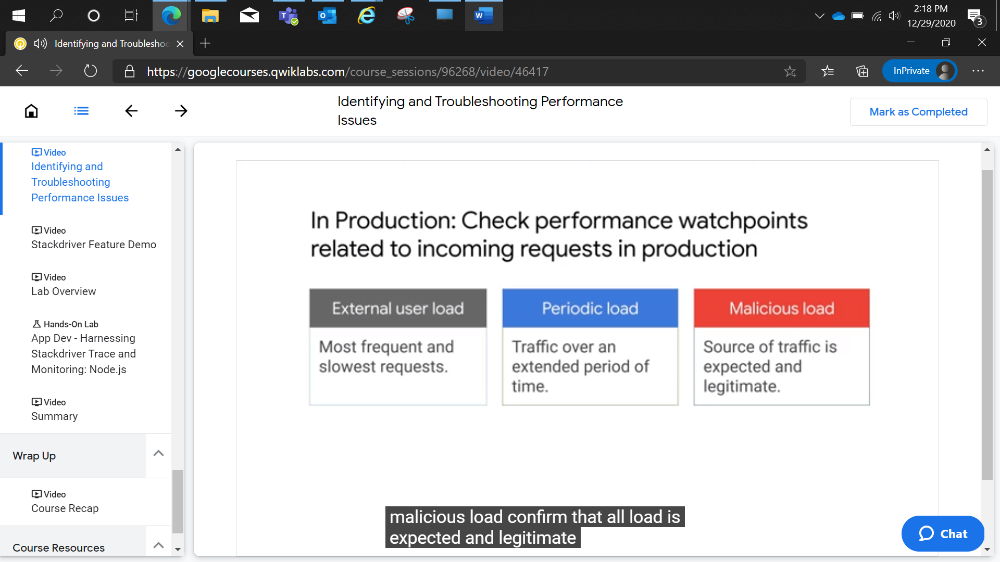 2:18 PM
12/29/2020
3
Identifying and Troubleshoo
https://googlecourses.qwiklabs.com/course_sessions/96268/video/46417
InPrivate
Identifying and Troubleshooting Performance
Issues
Mark as Completed
Video
Identifying and
Troubleshooting
Performance Issues
Video
Stackdriver Feature Demo
Video
Lab Overview
Hands-On Lab
App Dev - Harnessing
Stackdriver Trace and
Monitoring: Node.js
Video
Summary
Wrap Up
Video
Course Recap
Course Resources
In Production: Check performance watchpoints
related to incoming requests in production
External user load
Most frequent and
slowest requests.
Periodic load
Traffic over an
extended period of
time.
Malicious load
Source of traffic is
expected and
legitimate.
malicious load confirm that all load is
expected and legitimate
Chat